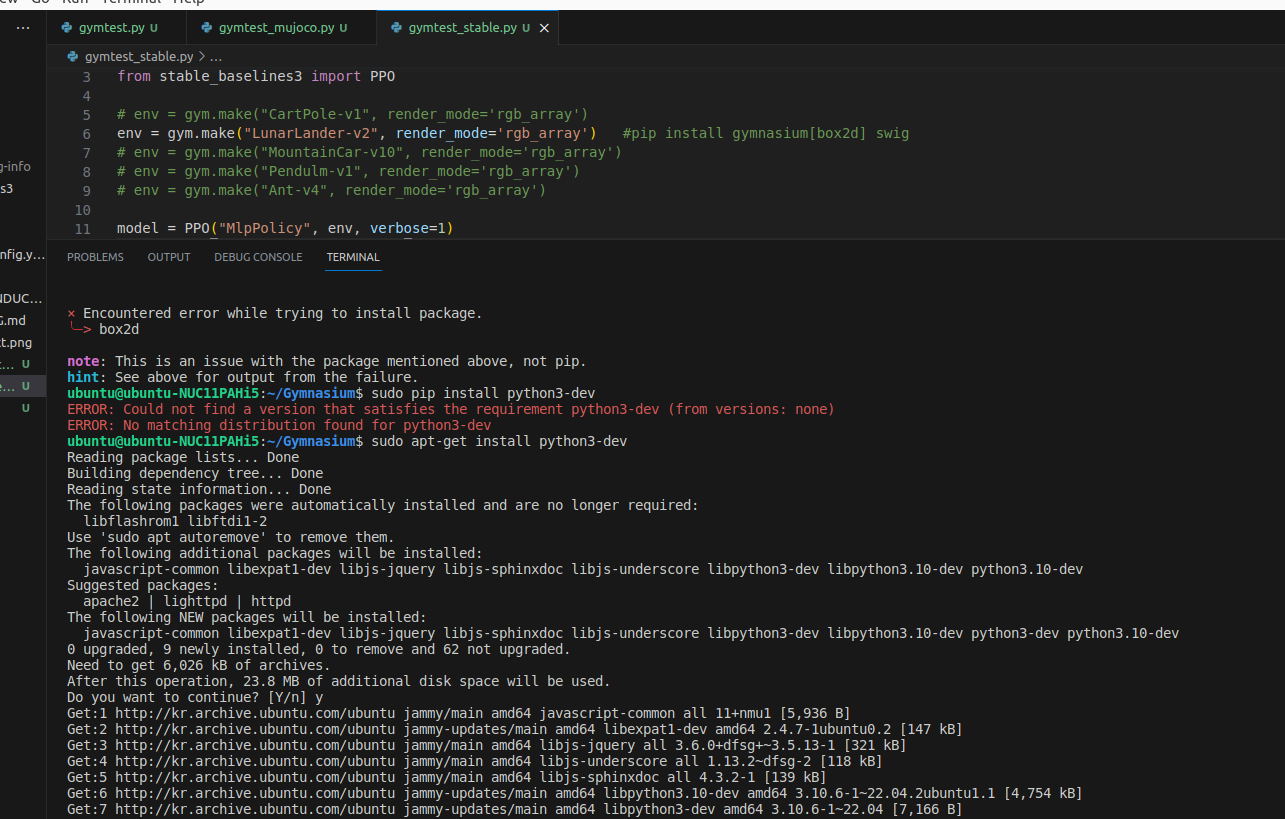 Go Run Terminal Help
... gymtest.py U gymtest_mujoco.py U gymtest_stable.py U ×
gymtest_stable.py > ...
3 from stable_baselines3 import PPO
4
5 # env = gym.make("CartPole-v1", render_mode='rgb_array')
6 env = gym.make("LunarLander-v2", render_mode='rgb_array') #pip install gymnasium[box2d] swig
7 # env = gym.make("MountainCar-v10", render_mode='rgb_array')
8 # env = gym.make("Pendulm-v1", render_mode='rgb_array')
9 # env = gym.make("Ant-v4", render_mode='rgb_array')
10
11 model = PPO("MlpPolicy", env, verbose=1)
g-info
s3
nfig.y...
NDUC...
G.md
t.png
... U
... U
U
PROBLEMS OUTPUT DEBUG CONSOLE TERMINAL
× Encountered error while trying to install package.
╰─> box2d
note: This is an issue with the package mentioned above, not pip.
hint: See above for output from the failure.
ubuntu@ubuntu-NUC11PAHi5:~/Gymnasium$ sudo pip install python3-dev
ERROR: Could not find a version that satisfies the requirement python3-dev (from versions: none)
ERROR: No matching distribution found for python3-dev
ubuntu@ubuntu-NUC11PAHi5:~/Gymnasium$ sudo apt-get install python3-dev
Reading package lists... Done
Building dependency tree... Done
Reading state information... Done
The following packages were automatically installed and are no longer required:
libflashrom1 libftdi1-2
Use 'sudo apt autoremove' to remove them.
The following additional packages will be installed:
javascript-common libexpat1-dev libjs-jquery libjs-sphinxdoc libjs-underscore libpython3-dev libpython3.10-dev python3.10-dev
Suggested packages:
apache2 | lighttpd | httpd
The following NEW packages will be installed:
javascript-common libexpat1-dev libjs-jquery libjs-sphinxdoc libjs-underscore libpython3-dev libpython3.10-dev python3-dev python3.10-dev
0 upgraded, 9 newly installed, 0 to remove and 62 not upgraded.
Need to get 6,026 kB of archives.
After this operation, 23.8 MB of additional disk space will be used.
Do you want to continue? [Y/n] y
Get:1 http://kr.archive.ubuntu.com/ubuntu jammy/main amd64 javascript-common all 11+nmu1 [5,936 B]
Get:2 http://kr.archive.ubuntu.com/ubuntu jammy-updates/main amd64 libexpat1-dev amd64 2.4.7-1ubuntu0.2 [147 kB]
Get:3 http://kr.archive.ubuntu.com/ubuntu jammy/main amd64 libjs-jquery all 3.6.0+dfsg+~3.5.13-1 [321 kB]
Get:4 http://kr.archive.ubuntu.com/ubuntu jammy/main amd64 libjs-underscore all 1.13.2~dfsg-2 [118 kB]
Get:5 http://kr.archive.ubuntu.com/ubuntu jammy/main amd64 libjs-sphinxdoc all 4.3.2-1 [139 kB]
Get:6 http://kr.archive.ubuntu.com/ubuntu jammy-updates/main amd64 libpython3.10-dev amd64 3.10.6-1~22.04.2ubuntu1.1 [4,754 kB]
Get:7 http://kr.archive.ubuntu.com/ubuntu jammy-updates/main amd64 libpython3-dev amd64 3.10.6-1~22.04 [7,166 B]